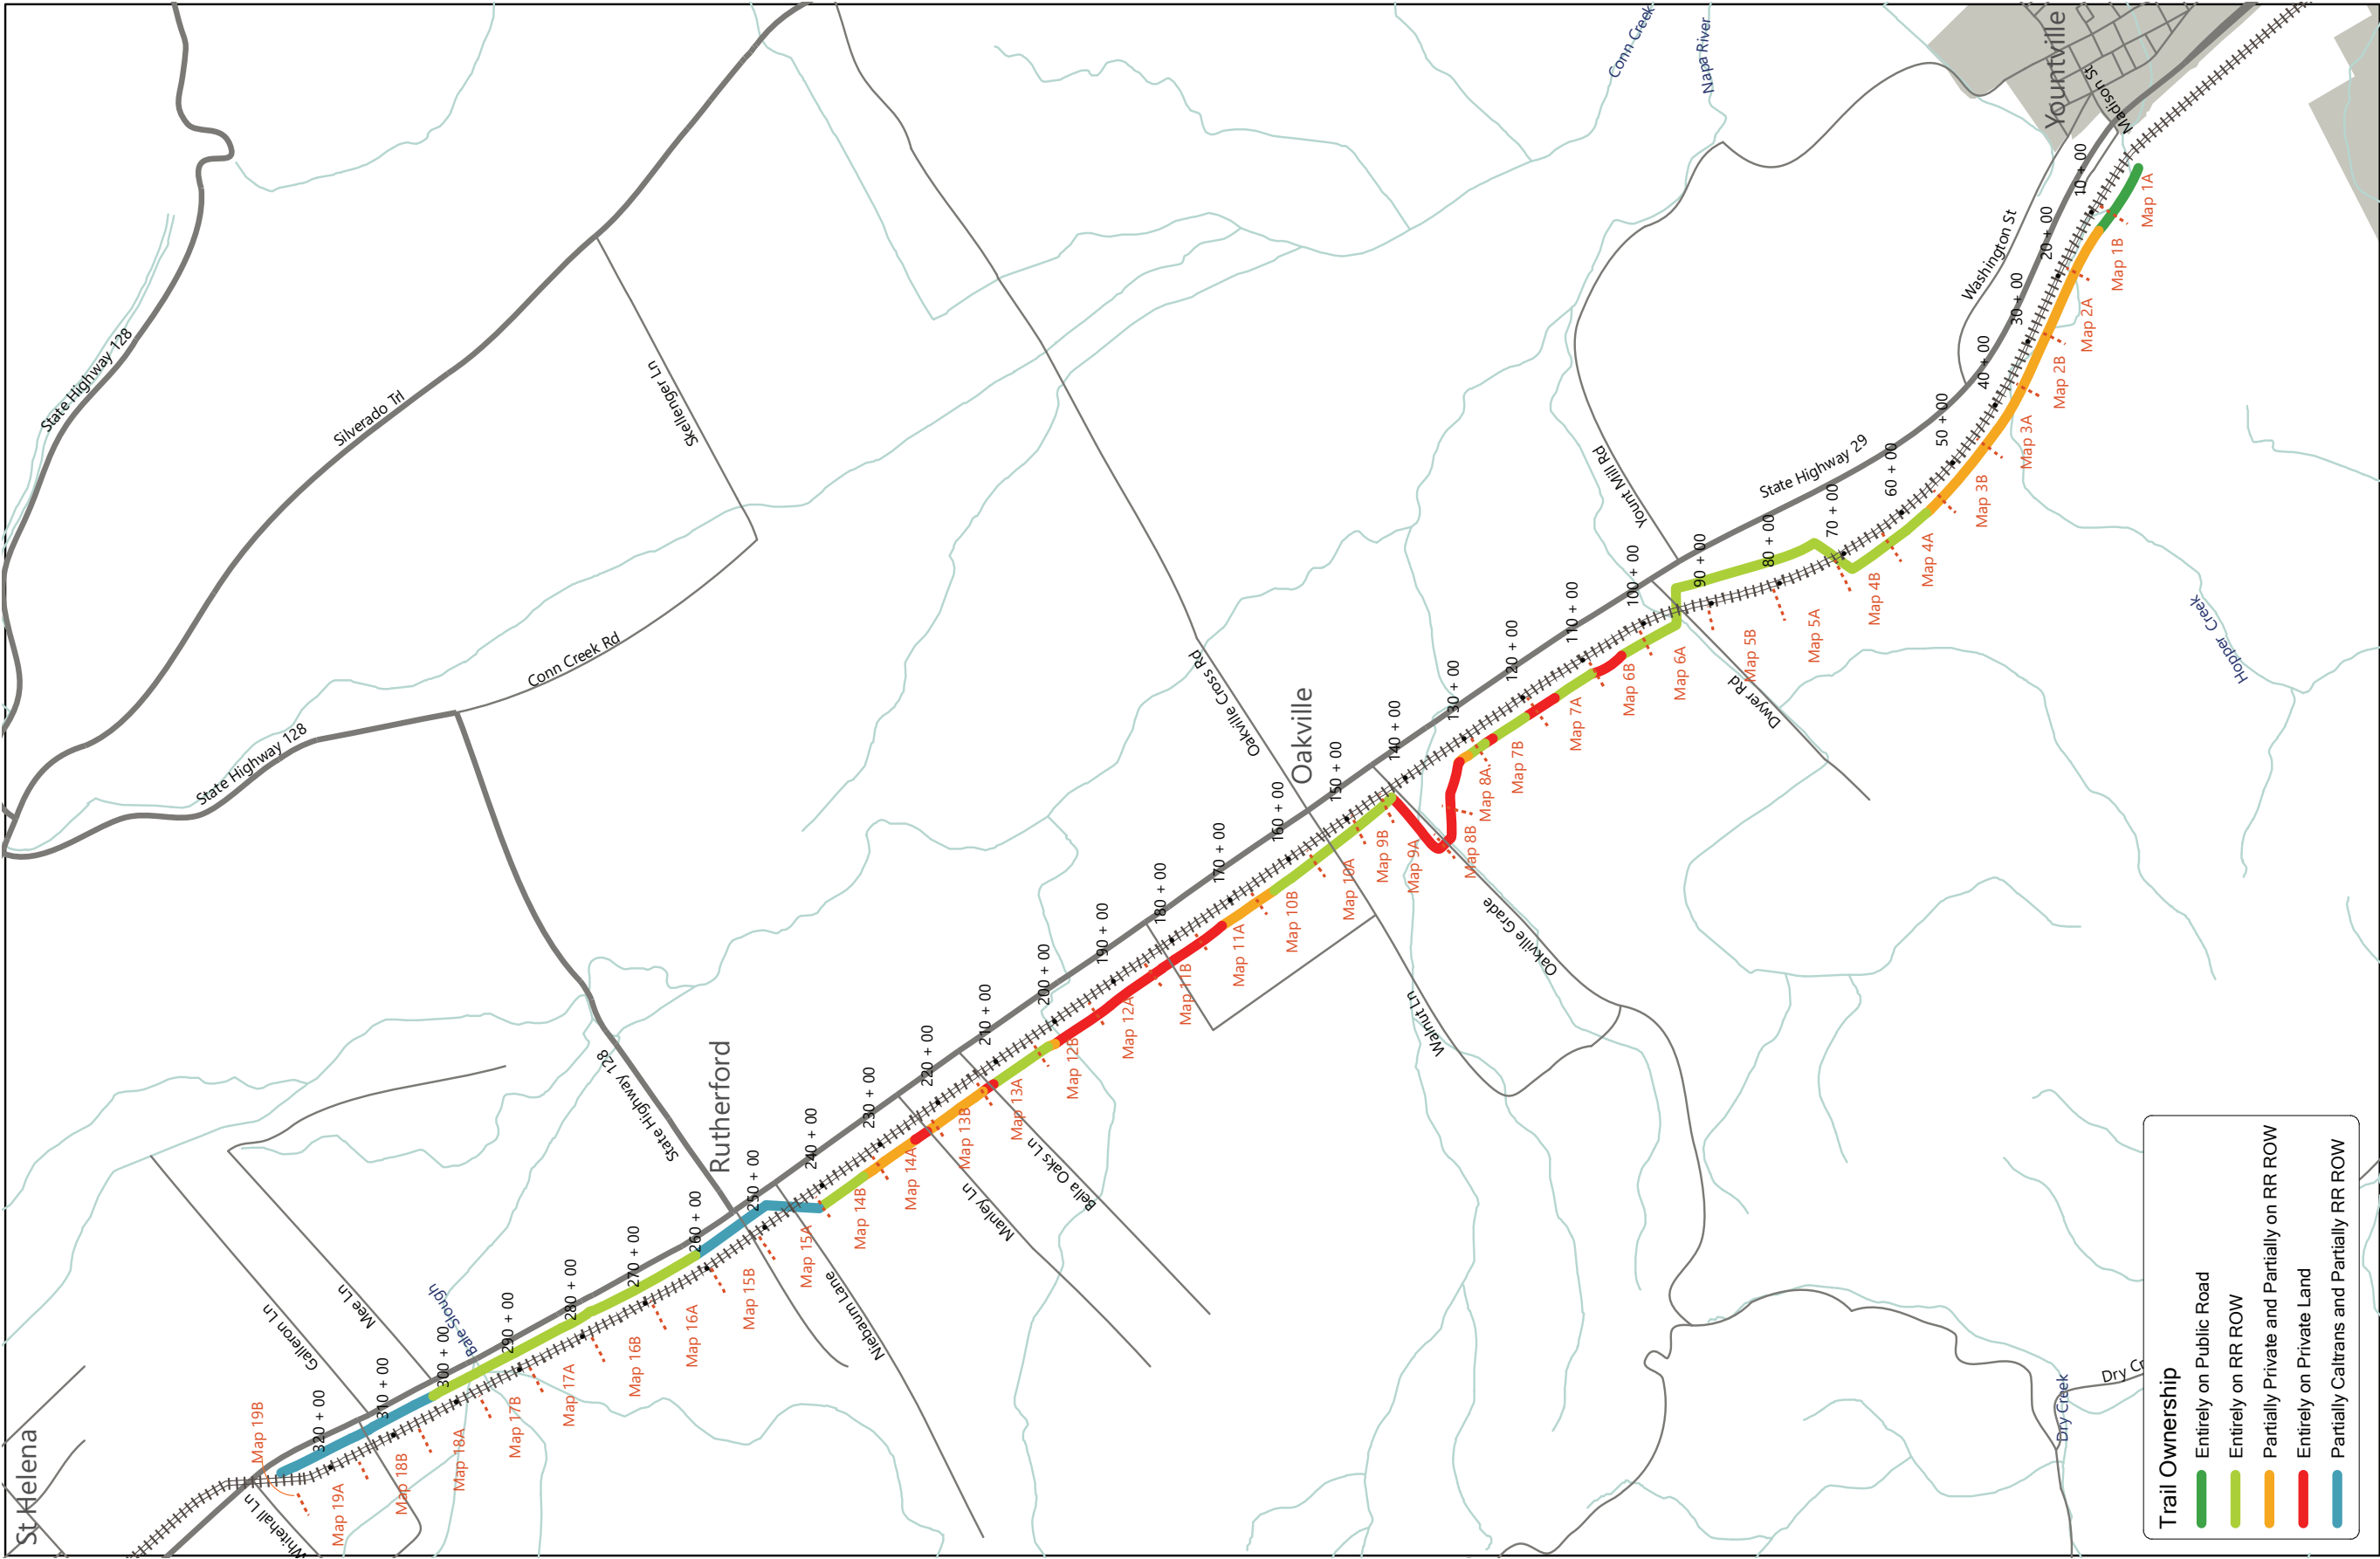 St Helena
State Highway 128
Silverado Trl
Skellenger Ln
Conn Creek Rd
State Highway 128
State Highway 128
Conn Creek
Napa River
Yountville
Madison St
Washington St
State Highway 29
Yount Mill Rd
Oakville Cross Rd
Oakville
Dwyer Rd
Oakville Grade
Walnut Ln
Hopper Creek
Rutherford
Bella Oaks Ln
Manley Ln
Niebaum Lane
Mee Ln
Galleron Ln
Bale Slough
Whitehall Ln
Dry Creek
Dry Cr
10 + 00
20 + 00
30 + 00
40 + 00
50 + 00
60 + 00
70 + 00
80 + 00
90 + 00
100 + 00
110 + 00
120 + 00
130 + 00
140 + 00
150 + 00
160 + 00
170 + 00
180 + 00
190 + 00
200 + 00
210 + 00
220 + 00
230 + 00
240 + 00
250 + 00
260 + 00
270 + 00
280 + 00
290 + 00
300 + 00
310 + 00
320 + 00
Map 1A
Map 1B
Map 2A
Map 2B
Map 3A
Map 3B
Map 4A
Map 4B
Map 5A
Map 5B
Map 6A
Map 6B
Map 7A
Map 7B
Map 8A
Map 8B
Map 9A
Map 9B
Map 10A
Map 10B
Map 11A
Map 11B
Map 12A
Map 12B
Map 13A
Map 13B
Map 14A
Map 14B
Map 15A
Map 15B
Map 16A
Map 16B
Map 17A
Map 17B
Map 18A
Map 18B
Map 19A
Map 19B
Trail Ownership
Entirely on Public Road
Entirely on RR ROW
Partially Private and Partially on RR ROW
Entirely on Private Land
Partially Caltrans and Partially RR ROW